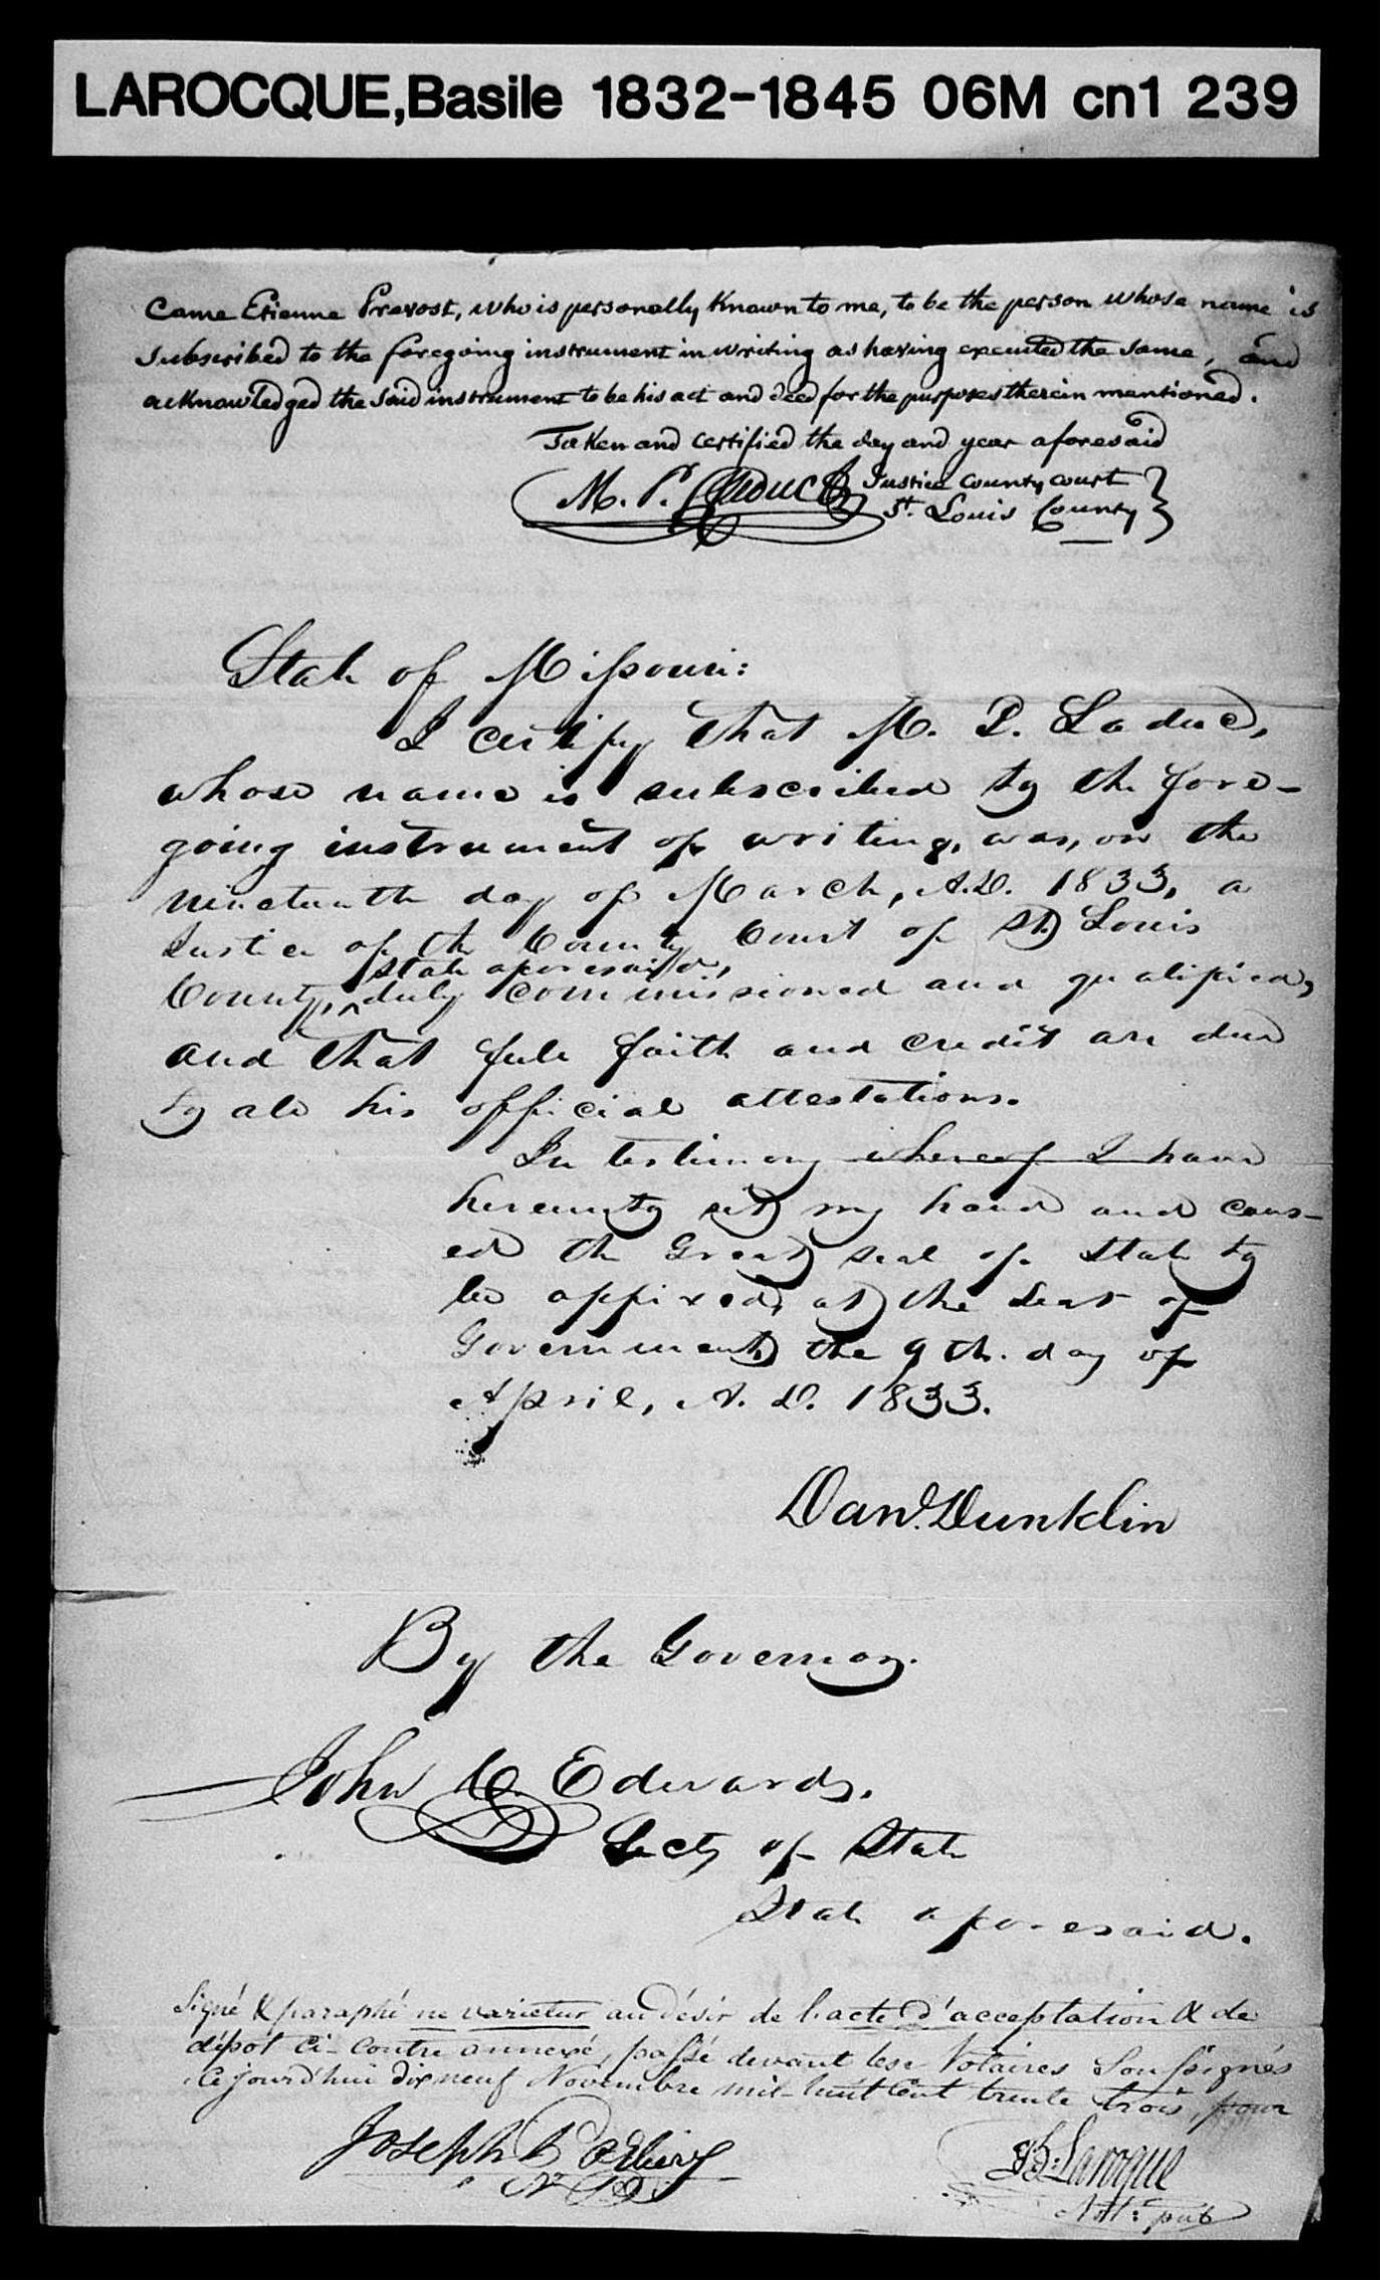 LAROCQUE,Basile 1832-1845 06M cn1 239
Came Etienne Prevost, who is personally Known to me, to be the person whose name is
Subscribed to the foregoing instrument in writing as having executed the same, and
acknowledged the said instrument to be his act and deed for the purposes therein mentioned.
Taken and certified the day and year aforesaid
M. P. Leduc Justice county court
St. Louis County
State of Missouri:
I certify that M. P. Leduc,
whose name is subscribed to the fore-
going instrument of writing, was, on the
nineteenth day of March, A.D. 1833, a
Justice of the County Court of St. Louis
State aforesaid,
County, ^ duly commissioned and qualified,
and that full faith and credit are due
to all his official attestations.
In testimony whereof I have
hereunto set my hand and caus-
ed the Great seal of State to
be affixed, at the Seat of
Government, the 9th. day of
April, A. D. 1833.
Danl. Dunklin
By the Governor.
John C. Edwards,
Secty of State
State aforesaid.
Signé & paraphé ne varietur au désir de l'acte d'acceptation & de
dépôt ci-contre annexé, passé devant les Notaires Soussignés
Cejourd'hui dix neuf Novembre mil-huit cent trente trois,
Joseph
N. P.
B: Larocque
Nott: pub